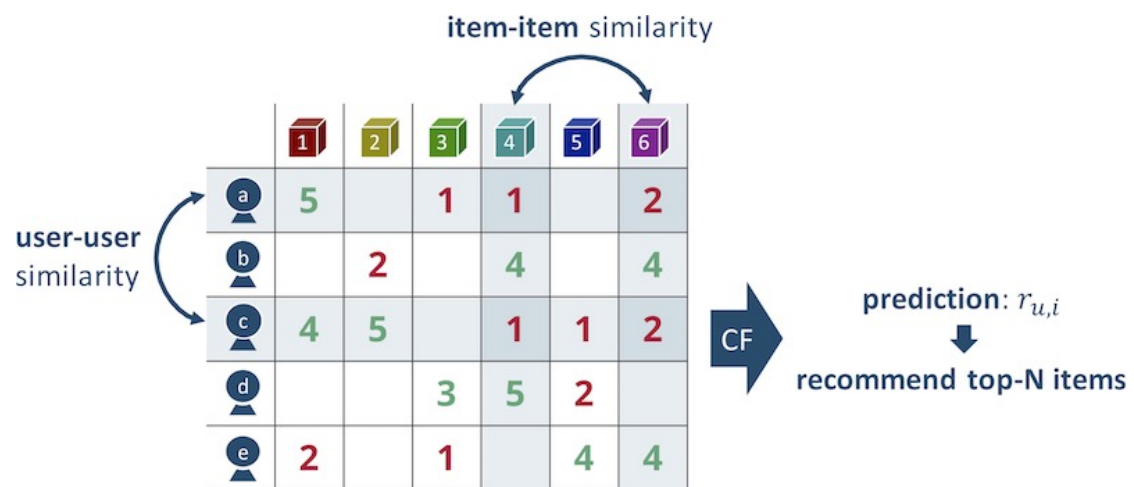 item-item similarity
1 2 3 4 5 6
a 5 1 1 2
user-user
similarity
b 2 4 4
c 4 5 1 1 2
CF
prediction: r_{u,i}
d 3 5 2
recommend top-N items
e 2 1 4 4